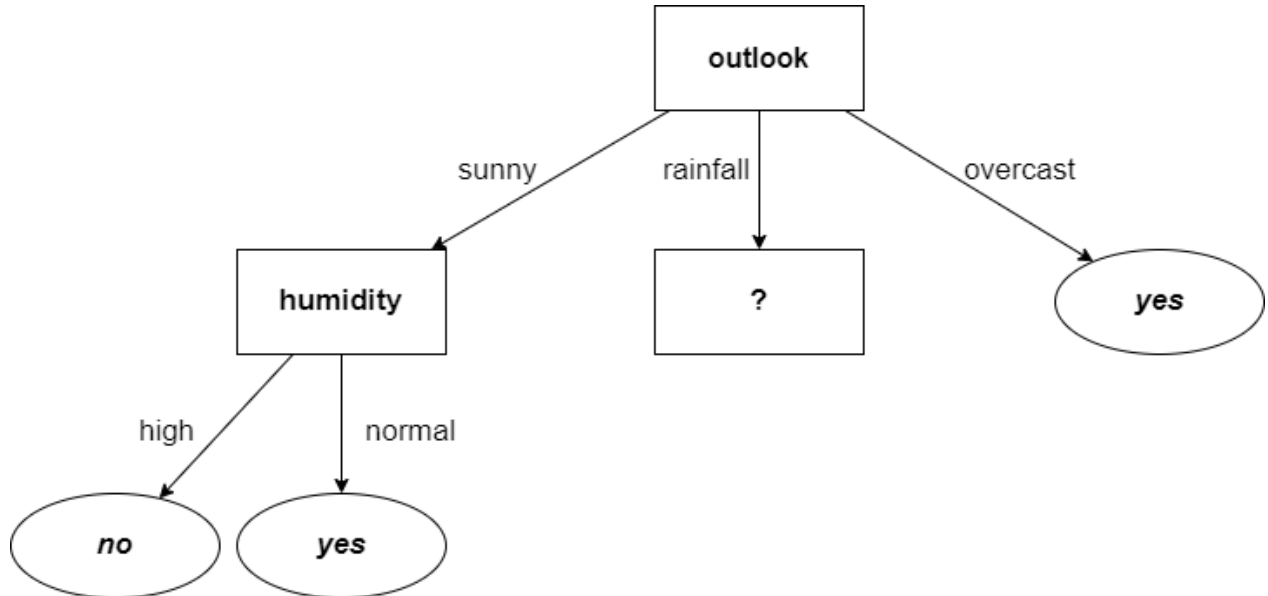 outlook
sunny
rainfall
overcast
humidity
?
yes
high
normal
no
yes